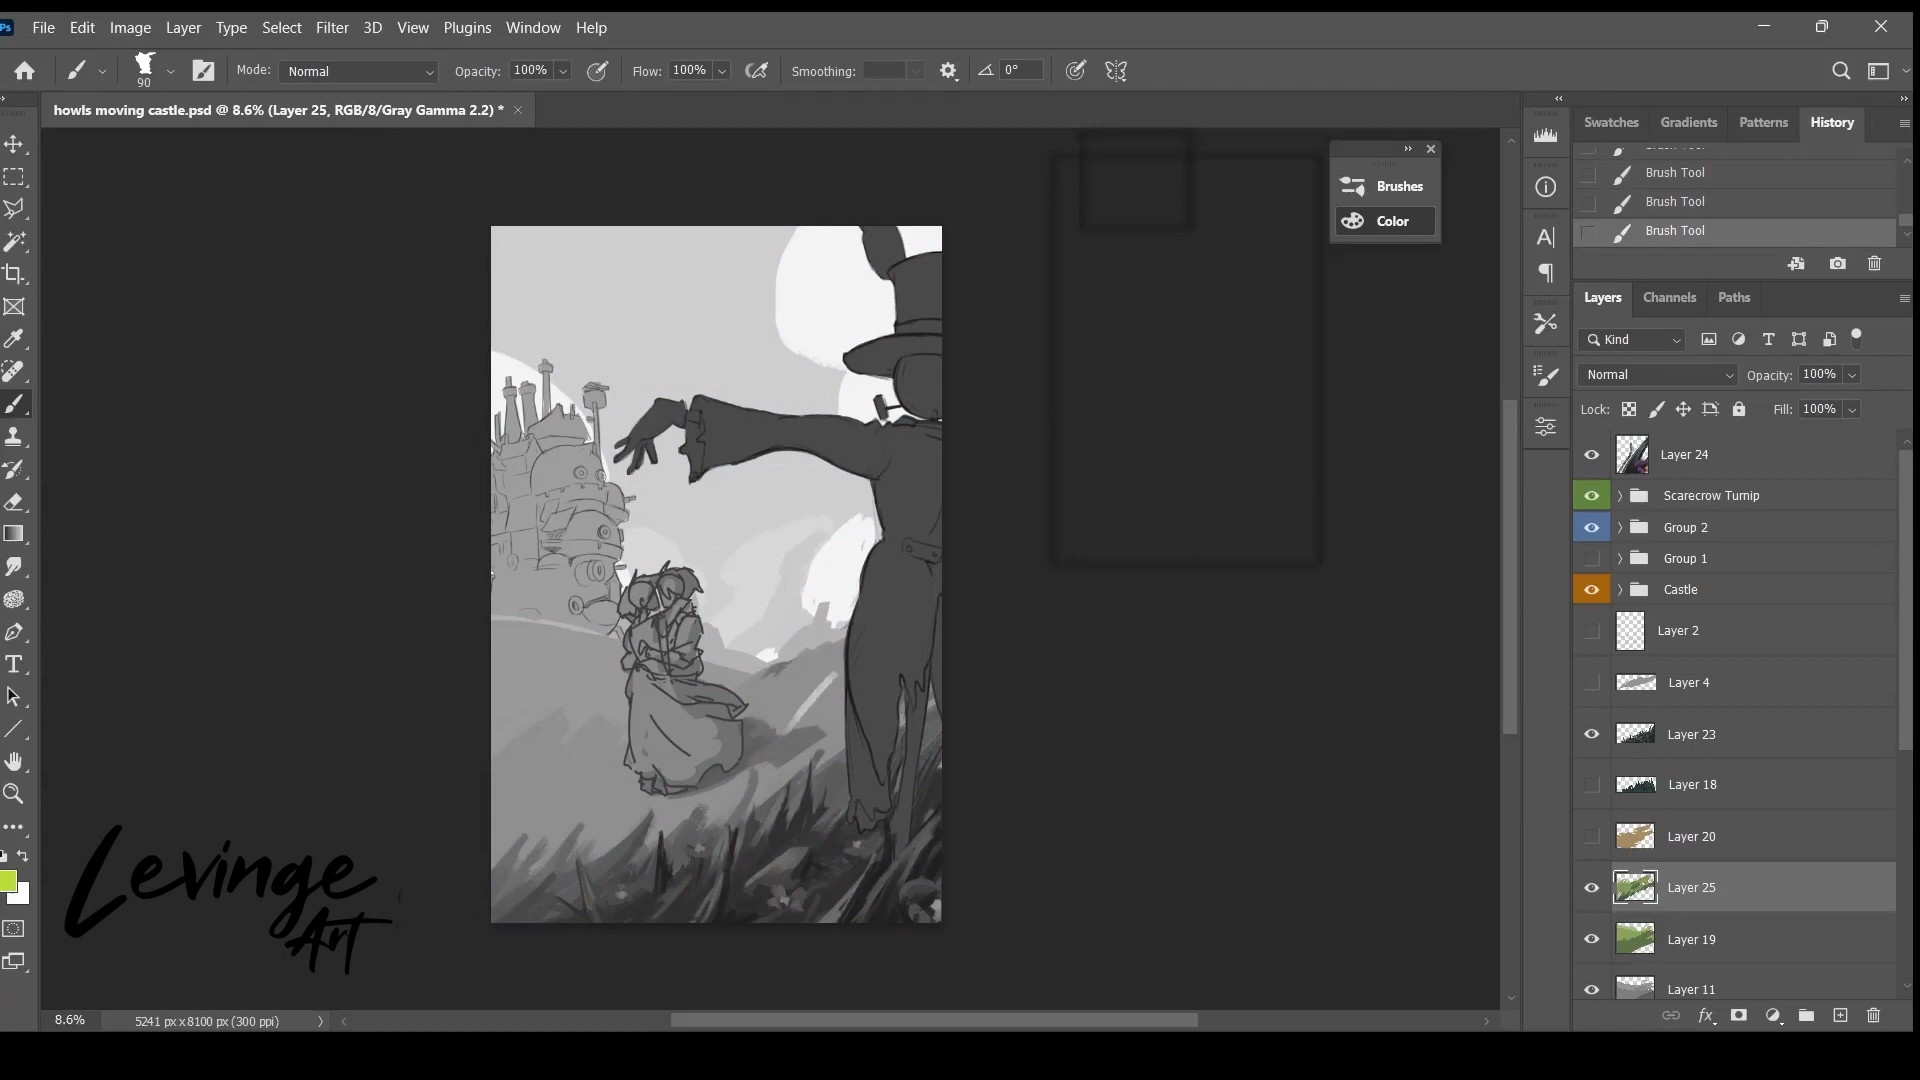 Ps File Edit Image Layer Type Select Filter 3D View Plugins Window Help
90 Mode: Normal Opacity: 100% Flow: 100% Smoothing: 0°
howls moving castle.psd @ 8.6% (Layer 25, RGB/8/Gray Gamma 2.2) *
Swatches Gradients Patterns History
Brush Tool
Brush Tool
Brush Tool
Brush Tool
Brushes
Color
Layers Channels Paths
Kind
Normal Opacity: 100%
Lock: Fill: 100%
Layer 24
Scarecrow Turnip
Group 2
Group 1
Castle
Layer 2
Layer 4
Layer 23
Layer 18
Layer 20
Layer 25
Layer 19
Layer 11
Levinge
Art
8.6% 5241 px x 8100 px (300 ppi)